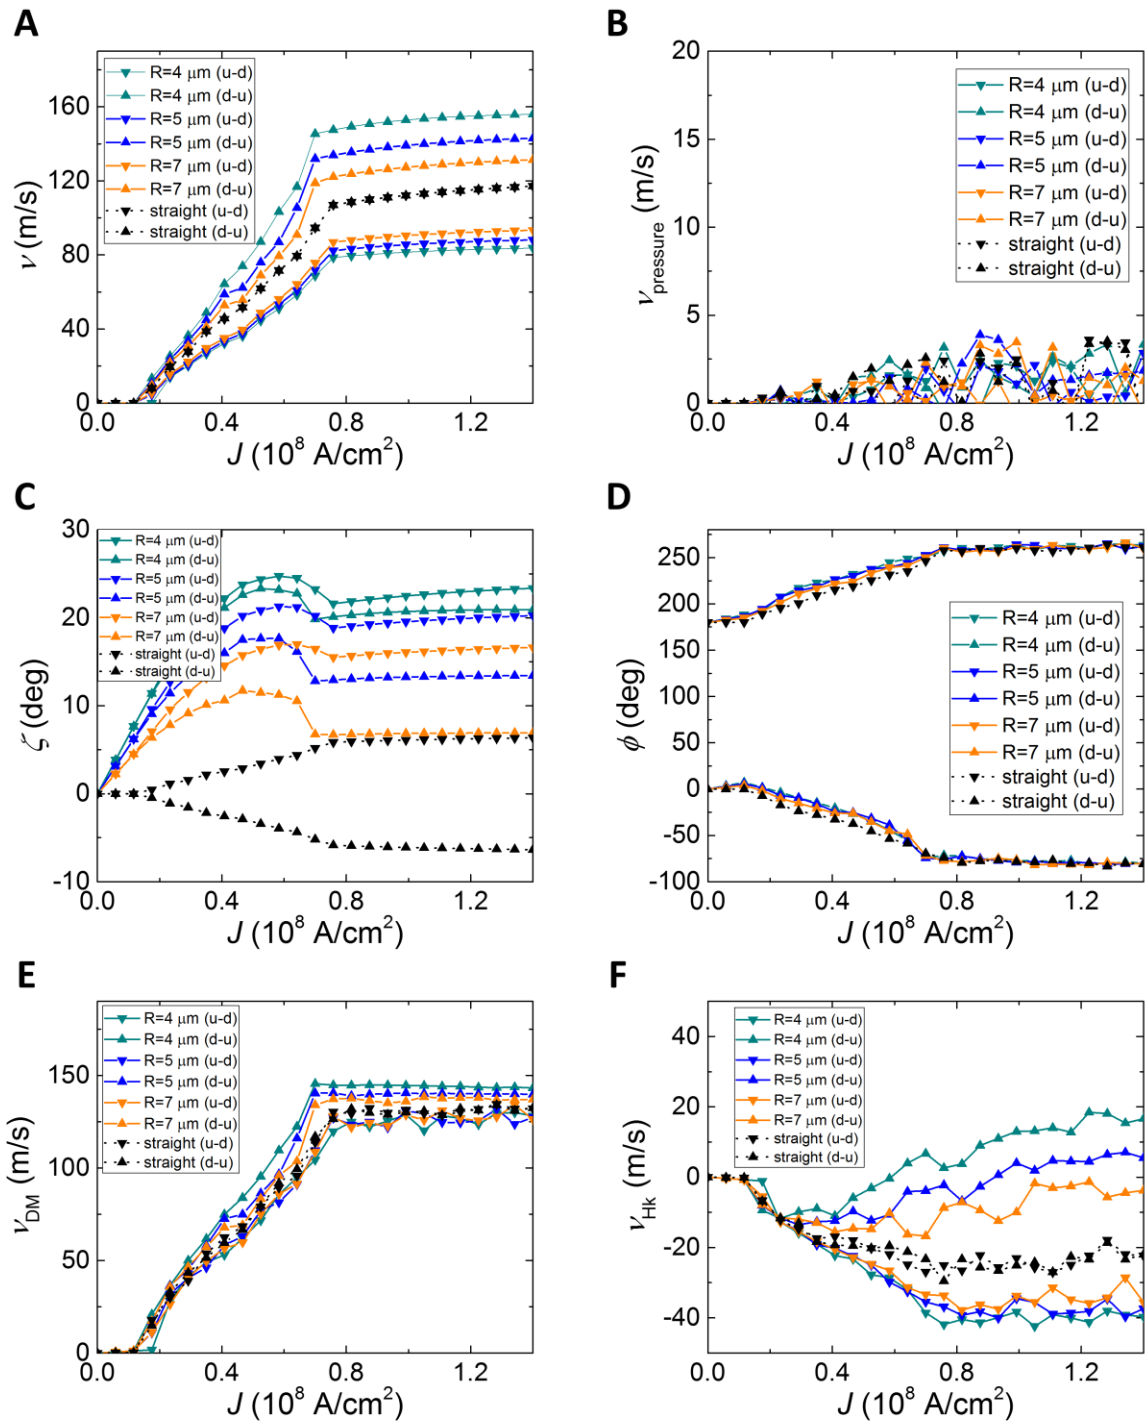 A
160
120
80
40
0
ν (m/s)
R=4 μm (u-d)
R=4 μm (d-u)
R=5 μm (u-d)
R=5 μm (d-u)
R=7 μm (u-d)
R=7 μm (d-u)
straight (u-d)
straight (d-u)
0.0 0.4 0.8 1.2
J (10⁸ A/cm²)
B
20
15
10
5
0
νpressure (m/s)
R=4 μm (u-d)
R=4 μm (d-u)
R=5 μm (u-d)
R=5 μm (d-u)
R=7 μm (u-d)
R=7 μm (d-u)
straight (u-d)
straight (d-u)
0.0 0.4 0.8 1.2
J (10⁸ A/cm²)
C
30
20
10
0
-10
ζ (deg)
R=4 μm (u-d)
R=4 μm (d-u)
R=5 μm (u-d)
R=5 μm (d-u)
R=7 μm (u-d)
R=7 μm (d-u)
straight (u-d)
straight (d-u)
0.0 0.4 0.8 1.2
J (10⁸ A/cm²)
D
250
200
150
100
50
0
-50
-100
ϕ (deg)
R=4 μm (u-d)
R=4 μm (d-u)
R=5 μm (u-d)
R=5 μm (d-u)
R=7 μm (u-d)
R=7 μm (d-u)
straight (u-d)
straight (d-u)
0.0 0.4 0.8 1.2
J (10⁸ A/cm²)
E
150
100
50
0
νDM (m/s)
R=4 μm (u-d)
R=4 μm (d-u)
R=5 μm (u-d)
R=5 μm (d-u)
R=7 μm (u-d)
R=7 μm (d-u)
straight (u-d)
straight (d-u)
0.0 0.4 0.8 1.2
J (10⁸ A/cm²)
F
40
20
0
-20
-40
νHk (m/s)
R=4 μm (u-d)
R=4 μm (d-u)
R=5 μm (u-d)
R=5 μm (d-u)
R=7 μm (u-d)
R=7 μm (d-u)
straight (u-d)
straight (d-u)
0.0 0.4 0.8 1.2
J (10⁸ A/cm²)